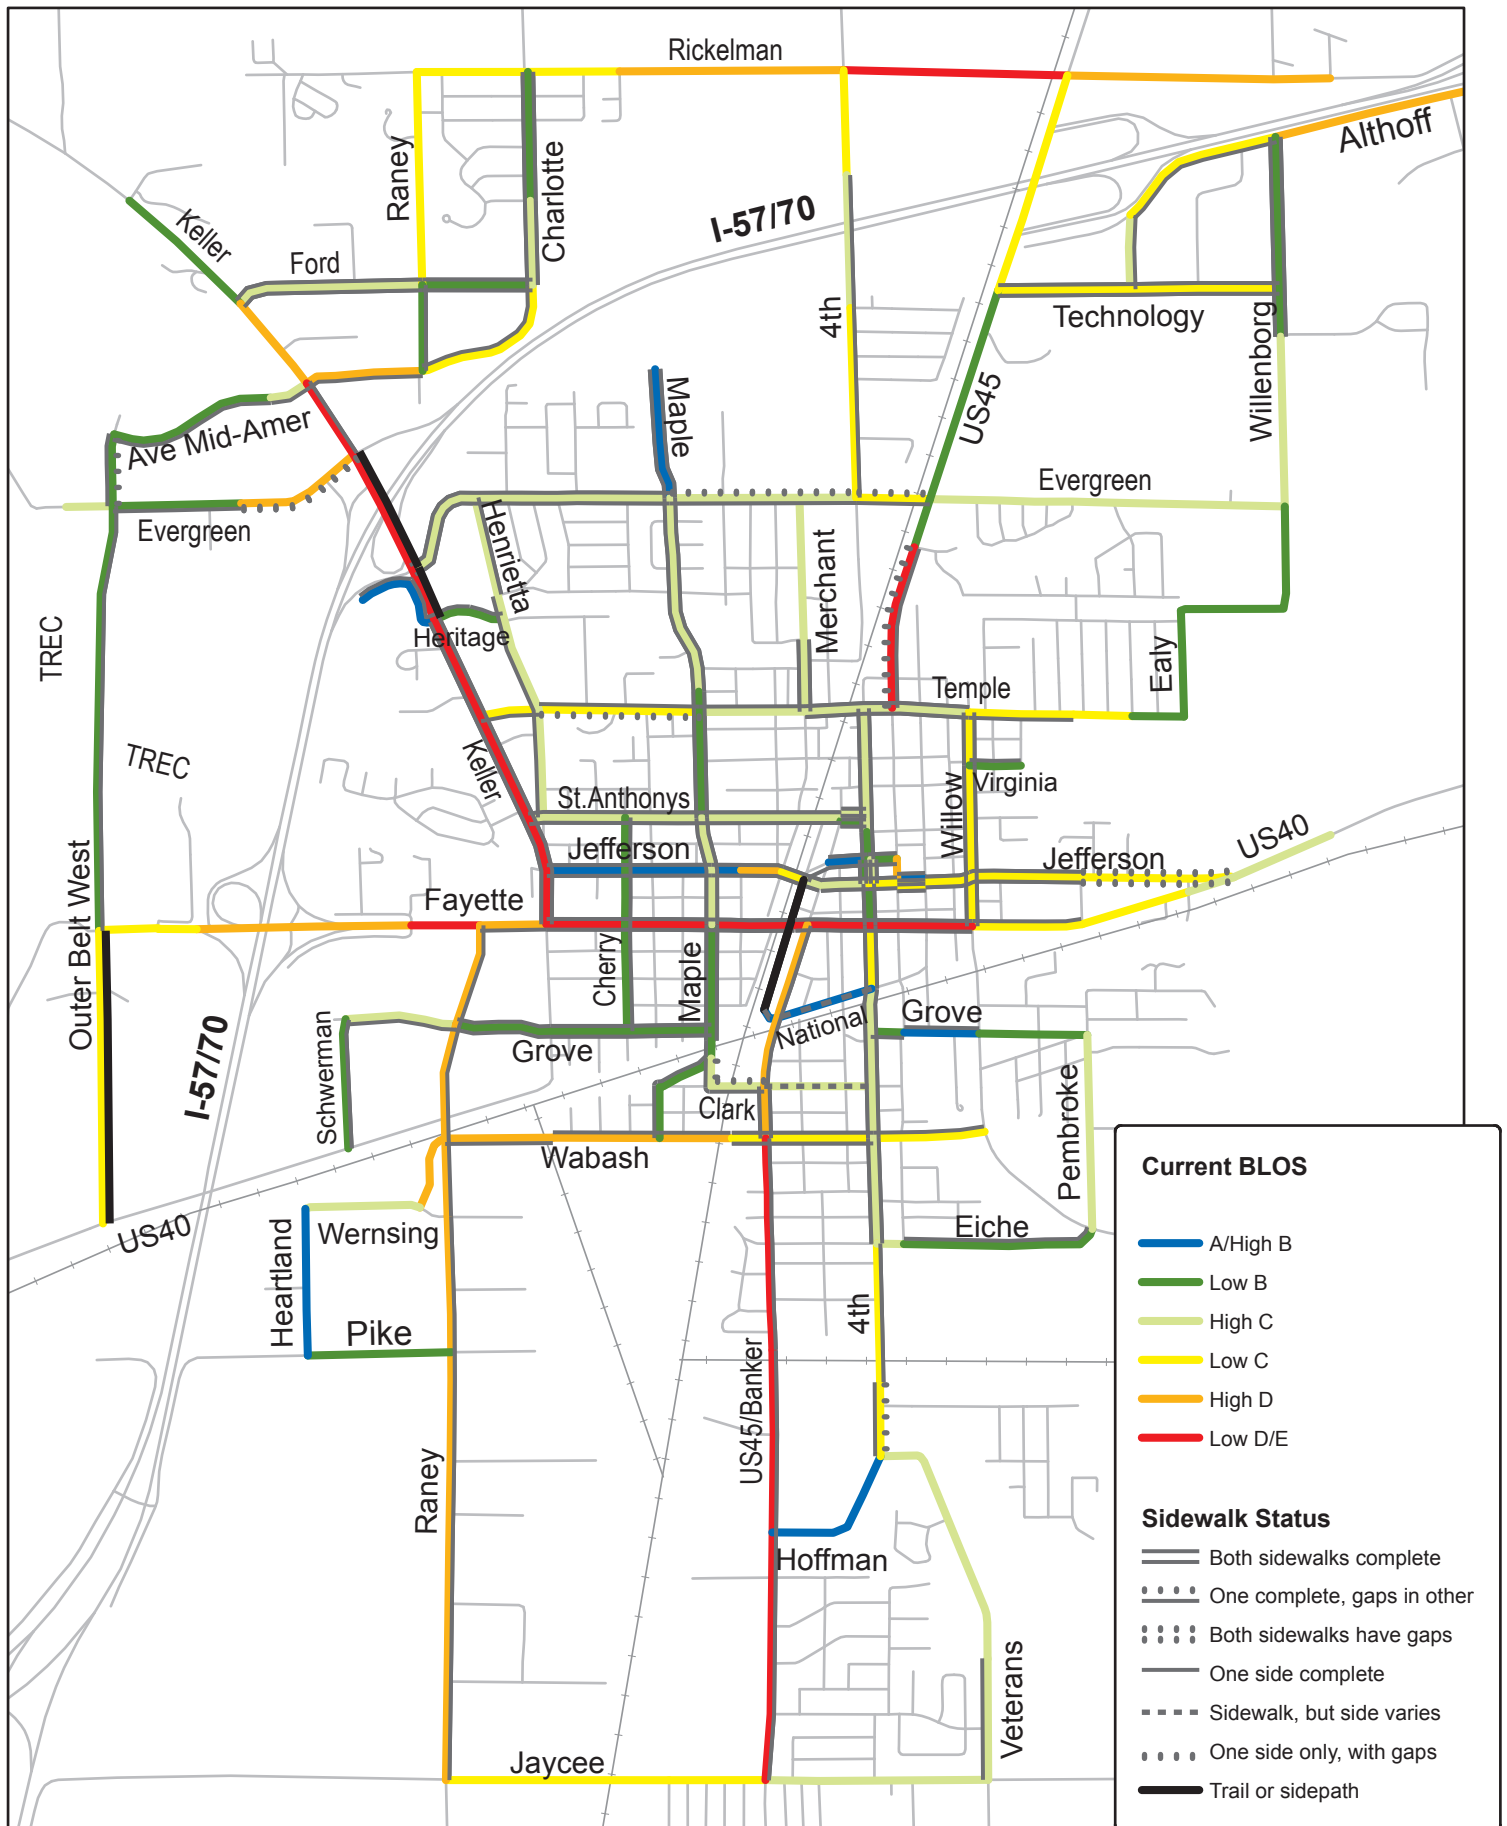 Rickelman
Althoff
Raney
Charlotte
I-57/70
Keller
Ford
4th
Technology
Willenborg
US45
Maple
Ave Mid-Amer
Evergreen
Evergreen
Henrietta
Merchant
Heritage
TREC
Ealy
Temple
TREC
Keller
Willow
Virginia
St.Anthonys
US40
Jefferson
Jefferson
Fayette
Outer Belt West
Cherry
Maple
National
Grove
Grove
Schwerman
I-57/70
Clark
Pembroke
Wabash
US40
Wernsing
Heartland
Eiche
Pike
4th
US45/Banker
Raney
Hoffman
Veterans
Jaycee
Current BLOS
A/High B
Low B
High C
Low C
High D
Low D/E
Sidewalk Status
Both sidewalks complete
One complete, gaps in other
Both sidewalks have gaps
One side complete
Sidewalk, but side varies
One side only, with gaps
Trail or sidepath